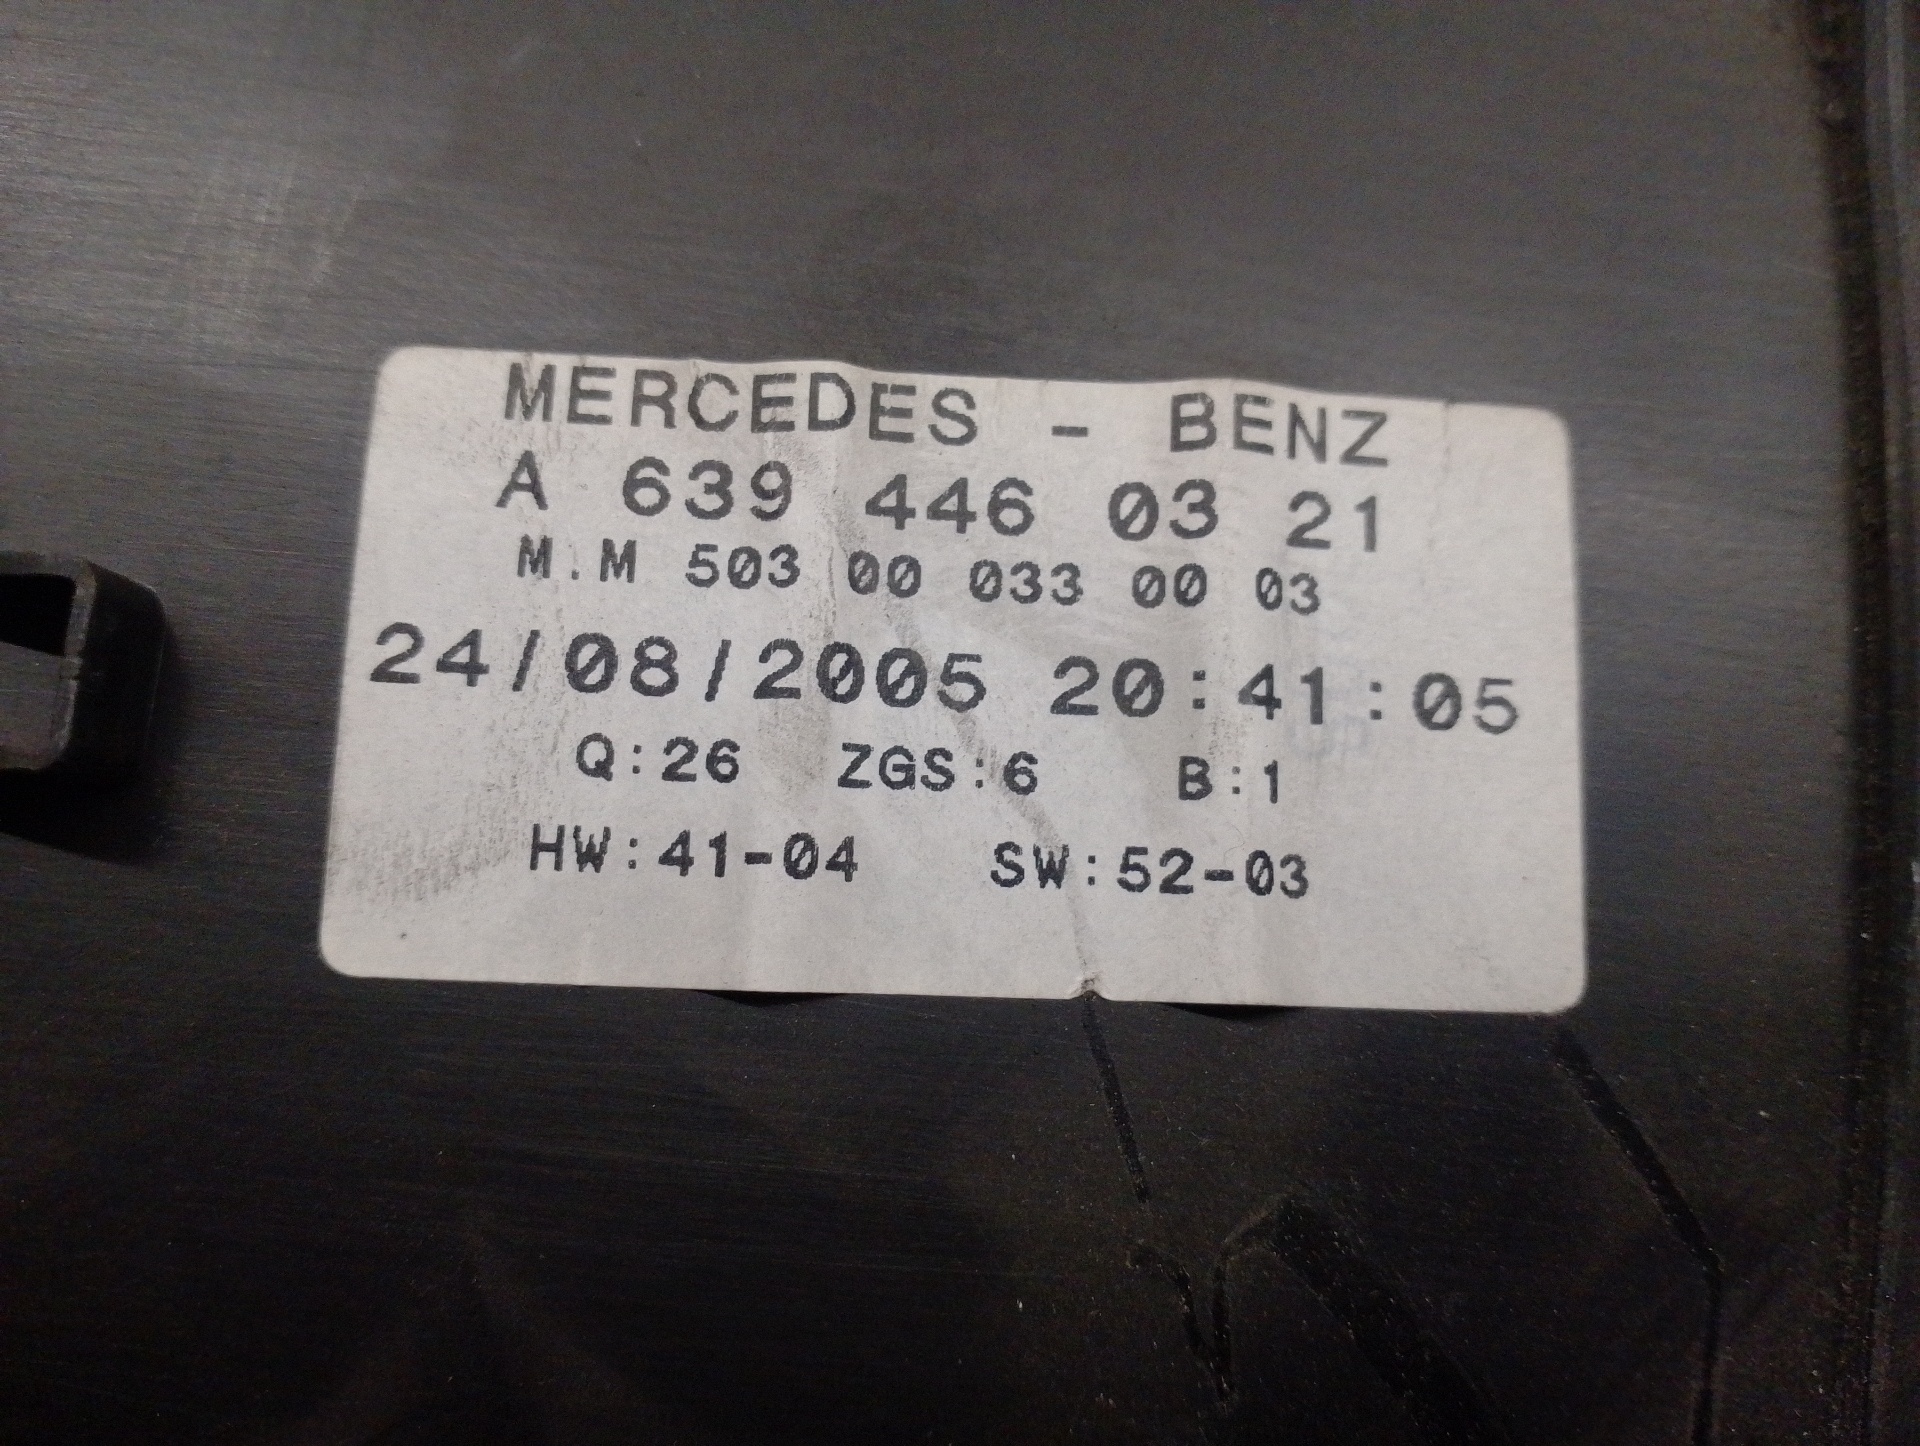 MERCEDES - BENZ
A 639 446 03 21
M.M 503 00 033 00 03
24/08/2005 20:41:05
Q:26 ZGS:6 B:1
HW:41-04 SW:52-03